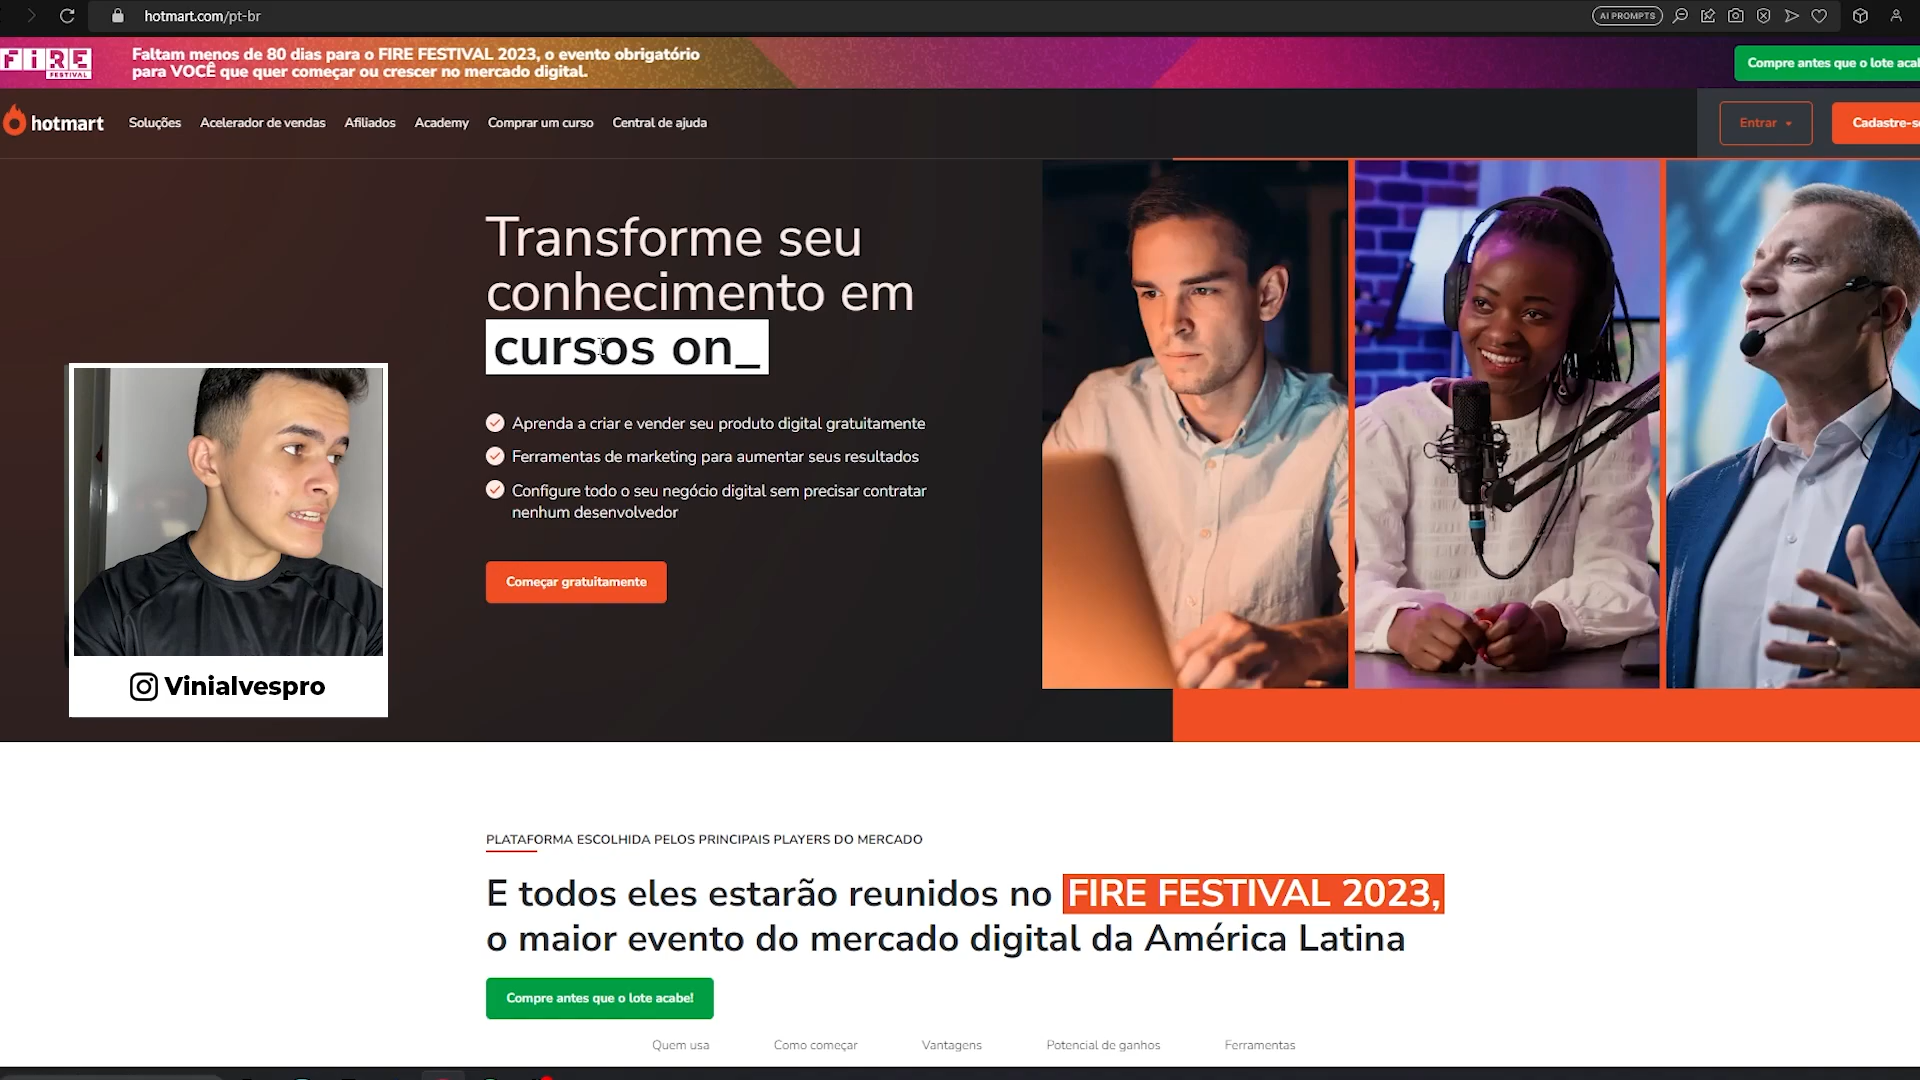 hotmart.com/pt-br
AI PROMPTS
FIRE
FESTIVAL
Faltam menos de 80 dias para o FIRE FESTIVAL 2023, o evento obrigatório
para VOCÊ que quer começar ou crescer no mercado digital.
Compre antes que o lote acab
hotmart
Soluções
Acelerador de vendas
Afiliados
Academy
Comprar um curso
Central de ajuda
Entrar
Cadastre-s
Transforme seu
conhecimento em
cursos on_
Aprenda a criar e vender seu produto digital gratuitamente
Ferramentas de marketing para aumentar seus resultados
Configure todo o seu negócio digital sem precisar contratar
nenhum desenvolvedor
Começar gratuitamente
Vinialvespro
PLATAFORMA ESCOLHIDA PELOS PRINCIPAIS PLAYERS DO MERCADO
E todos eles estarão reunidos no FIRE FESTIVAL 2023,
o maior evento do mercado digital da América Latina
Compre antes que o lote acabe!
Quem usa
Como começar
Vantagens
Potencial de ganhos
Ferramentas